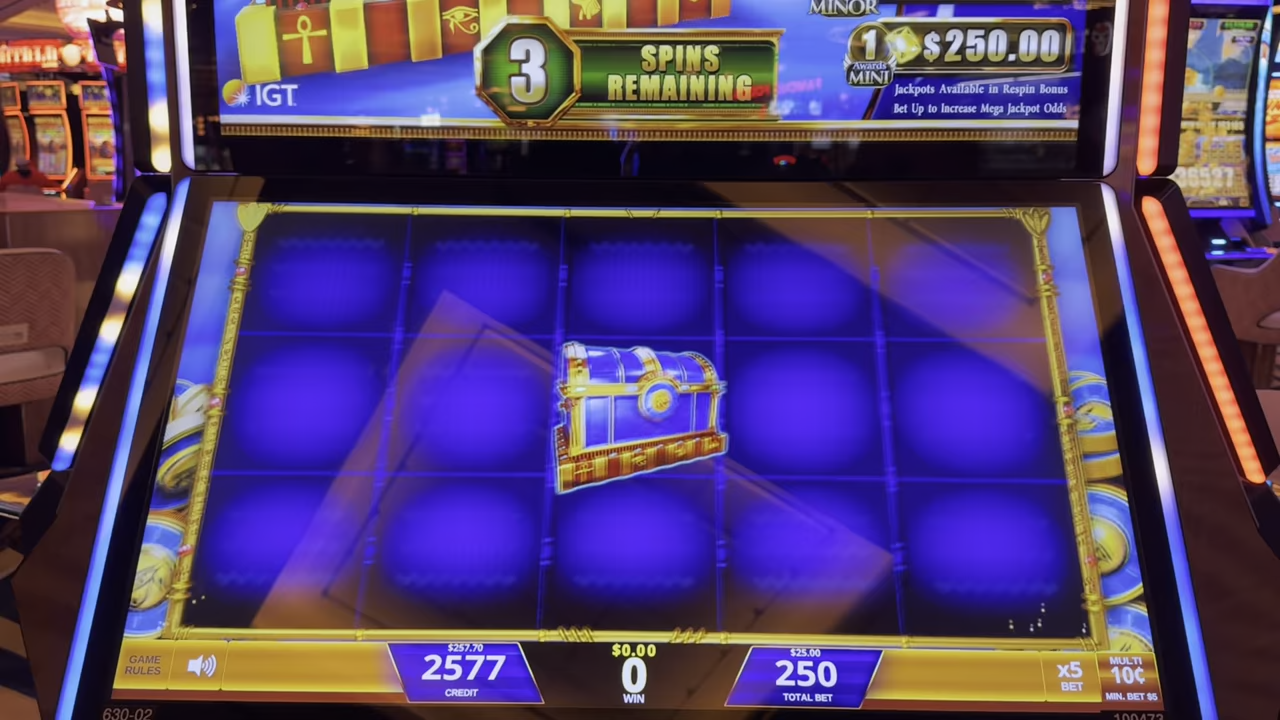 MINOR
3
SPINS
REMAINING
1
Awards
MINI
$250.00
IGT
Jackpots Available in Respin Bonus
Bet Up to Increase Mega Jackpot Odds
GAME
RULES
$257.70
2577
CREDIT
$0.00
0
WIN
$25.00
250
TOTAL BET
x5
BET
MULTI
10¢
MIN. BET $5
630-02